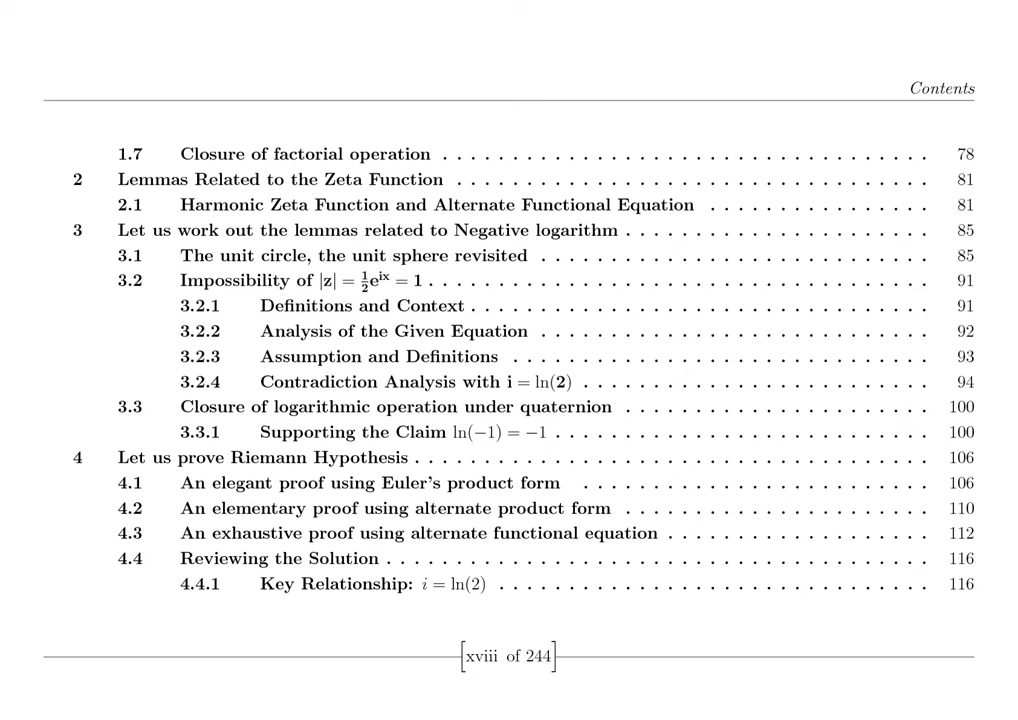 Contents
1.7 Closure of factorial operation . . . . . . . . . . . . . . . . . . . . . . . . . . . . . . . . . . . 78
2 Lemmas Related to the Zeta Function . . . . . . . . . . . . . . . . . . . . . . . . . . . . . . . . . . 81
2.1 Harmonic Zeta Function and Alternate Functional Equation . . . . . . . . . . . . . . . . 81
3 Let us work out the lemmas related to Negative logarithm . . . . . . . . . . . . . . . . . . . . . . 85
3.1 The unit circle, the unit sphere revisited . . . . . . . . . . . . . . . . . . . . . . . . . . . . 85
3.2 Impossibility of |z| = ½e^{ix} = 1 . . . . . . . . . . . . . . . . . . . . . . . . . . . . . . . . . . . . 91
3.2.1 Definitions and Context . . . . . . . . . . . . . . . . . . . . . . . . . . . . . . . . . 91
3.2.2 Analysis of the Given Equation . . . . . . . . . . . . . . . . . . . . . . . . . . . . 92
3.2.3 Assumption and Definitions . . . . . . . . . . . . . . . . . . . . . . . . . . . . . . 93
3.2.4 Contradiction Analysis with i = ln(2) . . . . . . . . . . . . . . . . . . . . . . . . . 94
3.3 Closure of logarithmic operation under quaternion . . . . . . . . . . . . . . . . . . . . . . 100
3.3.1 Supporting the Claim ln(−1) = −1 . . . . . . . . . . . . . . . . . . . . . . . . . . . 100
4 Let us prove Riemann Hypothesis . . . . . . . . . . . . . . . . . . . . . . . . . . . . . . . . . . . . . 106
4.1 An elegant proof using Euler's product form . . . . . . . . . . . . . . . . . . . . . . . . . 106
4.2 An elementary proof using alternate product form . . . . . . . . . . . . . . . . . . . . . . 110
4.3 An exhaustive proof using alternate functional equation . . . . . . . . . . . . . . . . . . . 112
4.4 Reviewing the Solution . . . . . . . . . . . . . . . . . . . . . . . . . . . . . . . . . . . . . . . 116
4.4.1 Key Relationship: i = ln(2) . . . . . . . . . . . . . . . . . . . . . . . . . . . . . . . 116
[xviii of 244]